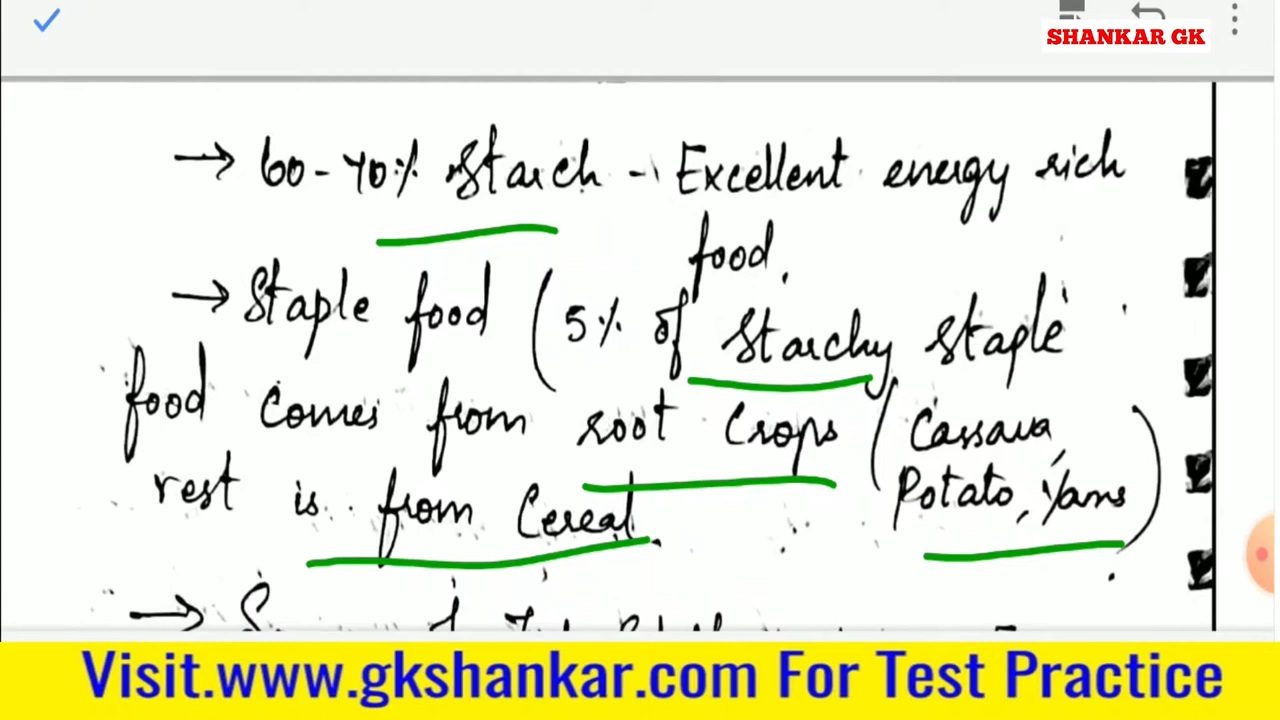 SHANKAR GK
→ 60-70% starch - Excellent energy rich
food.
→ Staple food (5% of starchy staple
food comes from root crops (Cassava,
Potato, Yams)
rest is from Cereal.
→
Visit.www.gkshankar.com For Test Practice